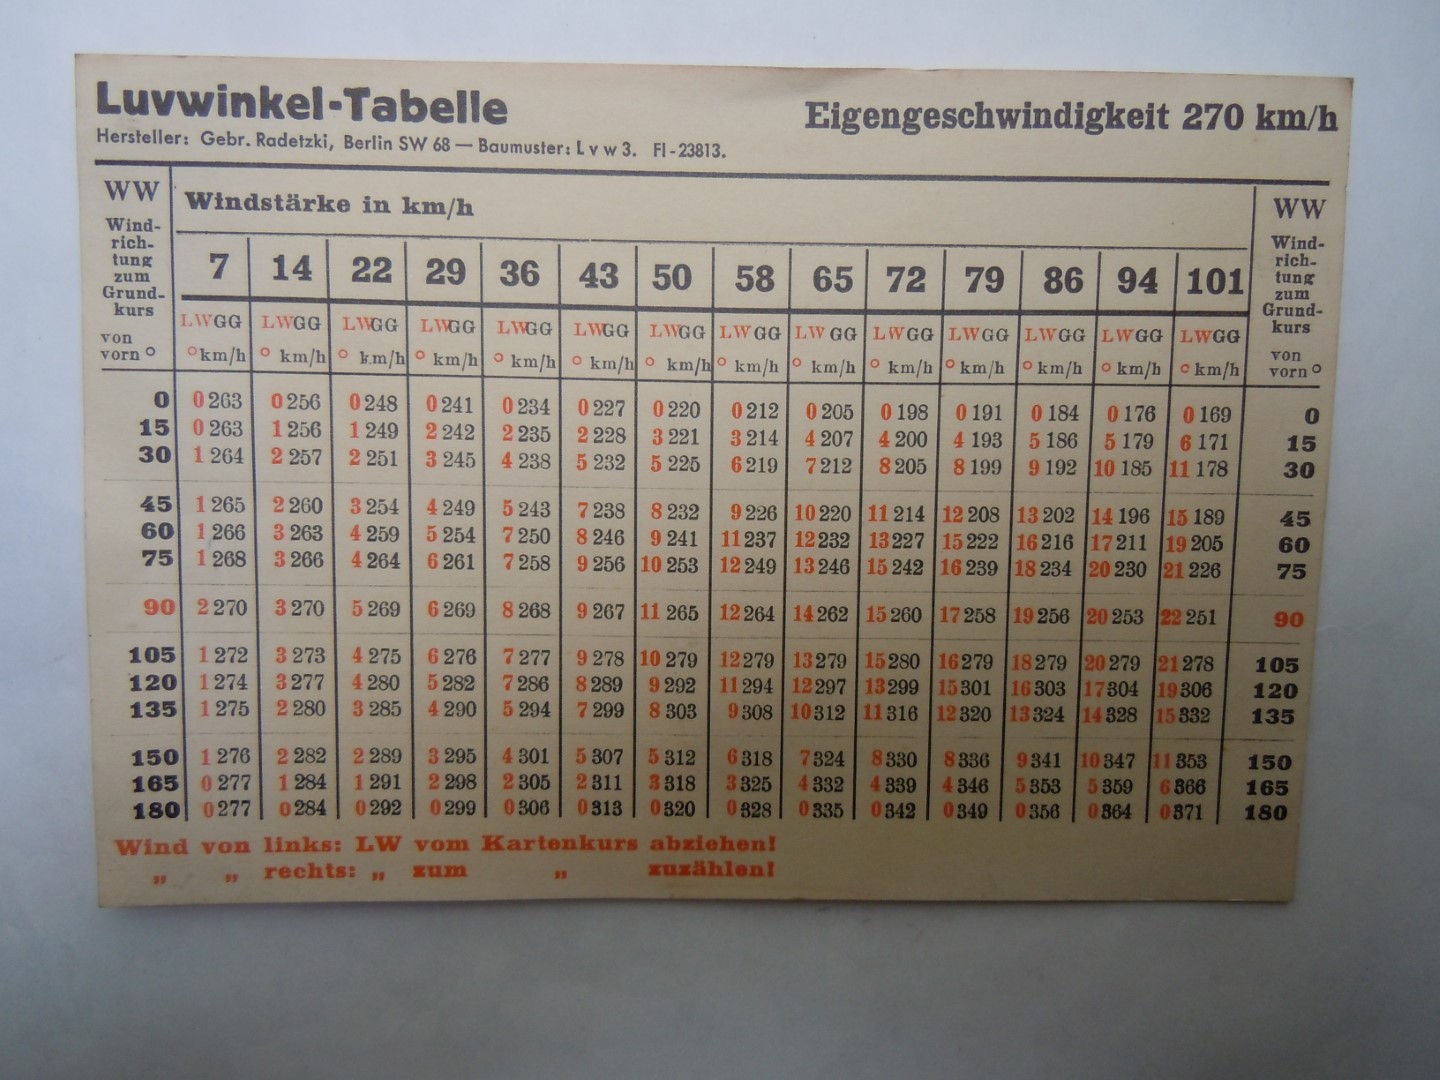 Luvwinkel-Tabelle Eigengeschwindigkeit 270 km/h
Hersteller: Gebr. Radetzki, Berlin SW 68 — Baumuster: L v w 3. Fl-23813.
WW Windstärke in km/h WW
Wind- Wind-
rich- rich-
tung tung
zum zum
Grund- Grund-
kurs kurs
7 14 22 29 36 43 50 58 65 72 79 86 94 101
von LW GG LW GG LW GG LW GG LW GG LW GG LW GG LW GG LW GG LW GG LW GG LW GG LW GG LW GG von
vorn ° ° km/h ° km/h ° km/h ° km/h ° km/h ° km/h ° km/h ° km/h ° km/h ° km/h ° km/h ° km/h ° km/h ° km/h vorn °
0 0 263 0 256 0 248 0 241 0 234 0 227 0 220 0 212 0 205 0 198 0 191 0 184 0 176 0 169 0
15 0 263 1 256 1 249 2 242 2 235 2 228 3 221 3 214 4 207 4 200 4 193 5 186 5 179 6 171 15
30 1 264 2 257 2 251 3 245 4 238 5 232 5 225 6 219 7 212 8 205 8 199 9 192 10 185 11 178 30
45 1 265 2 260 3 254 4 249 5 243 7 238 8 232 9 226 10 220 11 214 12 208 13 202 14 196 15 189 45
60 1 266 3 263 4 259 5 254 7 250 8 246 9 241 11 237 12 232 13 227 15 222 16 216 17 211 19 205 60
75 1 268 3 266 4 264 6 261 7 258 9 256 10 253 12 249 13 246 15 242 16 239 18 234 20 230 21 226 75
90 2 270 3 270 5 269 6 269 8 268 9 267 11 265 12 264 14 262 15 260 17 258 19 256 20 253 22 251 90
105 1 272 3 273 4 275 6 276 7 277 9 278 10 279 12 279 13 279 15 280 16 279 18 279 20 279 21 278 105
120 1 274 3 277 4 280 5 282 7 286 8 289 9 292 11 294 12 297 13 299 15 301 16 303 17 304 19 306 120
135 1 275 2 280 3 285 4 290 5 294 7 299 8 303 9 308 10 312 11 316 12 320 13 324 14 328 15 332 135
150 1 276 2 282 2 289 3 295 4 301 5 307 5 312 6 318 7 324 8 330 8 336 9 341 10 347 11 353 150
165 0 277 1 284 1 291 2 298 2 305 2 311 3 318 3 325 4 332 4 339 4 346 5 353 5 359 6 366 165
180 0 277 0 284 0 292 0 299 0 306 0 313 0 320 0 328 0 335 0 342 0 349 0 356 0 364 0 371 180
Wind von links: LW vom Kartenkurs abziehen!
„ „ rechts: „ zum „ zuzählen!